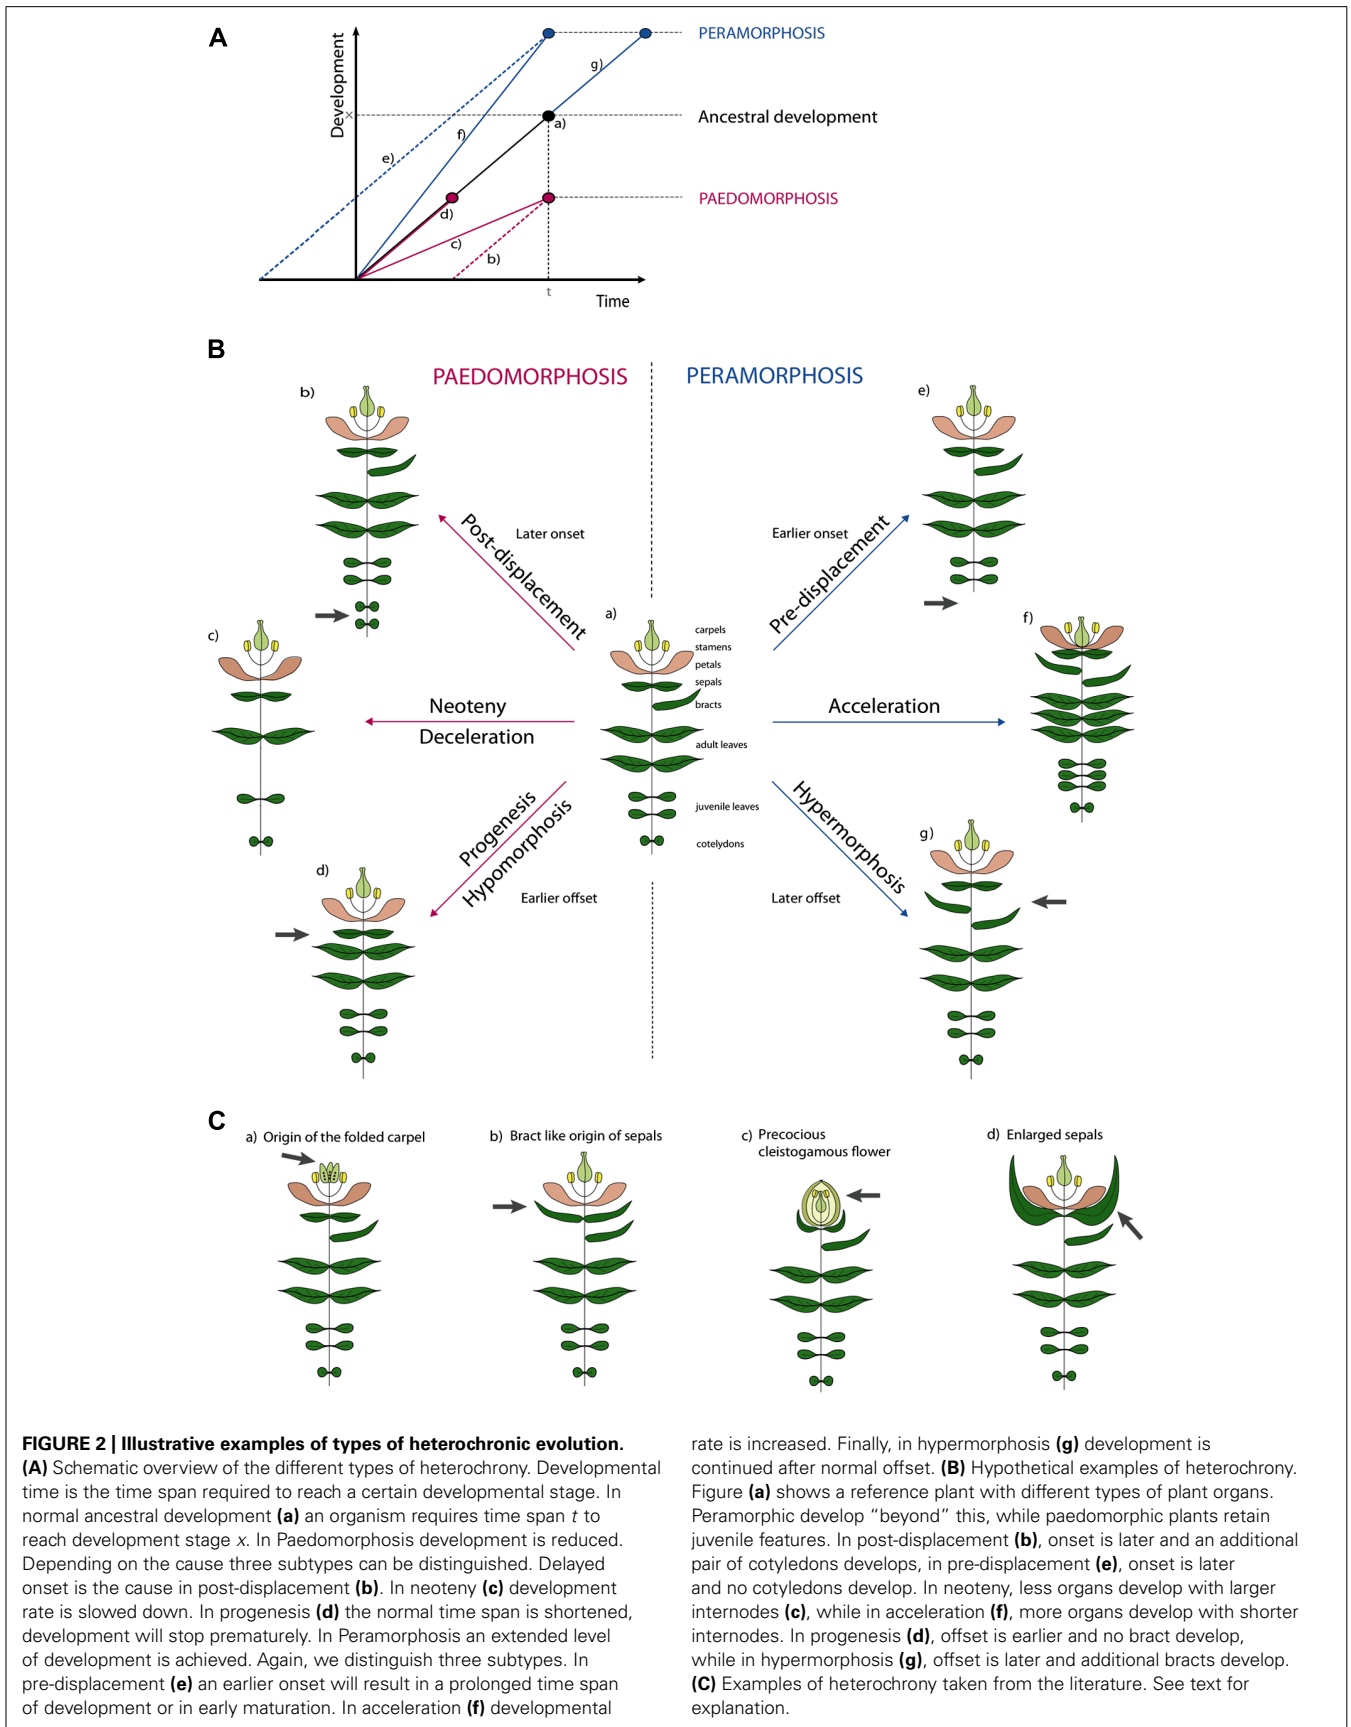 A
Development
x
PERAMORPHOSIS
g)
Ancestral development
a)
f)
e)
PAEDOMORPHOSIS
d)
c)
b)
t
Time
B
PAEDOMORPHOSIS
PERAMORPHOSIS
b)
e)
Later onset
Post-displacement
Earlier onset
Pre-displacement
c)
a)
f)
carpels
stamens
petals
sepals
bracts
adult leaves
juvenile leaves
cotelydons
Neoteny
Deceleration
Acceleration
Progenesis
Hypomorphosis
Earlier offset
Hypermorphosis
Later offset
d)
g)
C
a) Origin of the folded carpel
b) Bract like origin of sepals
c) Precocious
cleistogamous flower
d) Enlarged sepals
FIGURE 2 | Illustrative examples of types of heterochronic evolution.
(A) Schematic overview of the different types of heterochrony. Developmental
time is the time span required to reach a certain developmental stage. In
normal ancestral development (a) an organism requires time span t to
reach development stage x. In Paedomorphosis development is reduced.
Depending on the cause three subtypes can be distinguished. Delayed
onset is the cause in post-displacement (b). In neoteny (c) development
rate is slowed down. In progenesis (d) the normal time span is shortened,
development will stop prematurely. In Peramorphosis an extended level
of development is achieved. Again, we distinguish three subtypes. In
pre-displacement (e) an earlier onset will result in a prolonged time span
of development or in early maturation. In acceleration (f) developmental
rate is increased. Finally, in hypermorphosis (g) development is
continued after normal offset. (B) Hypothetical examples of heterochrony.
Figure (a) shows a reference plant with different types of plant organs.
Peramorphic develop “beyond” this, while paedomorphic plants retain
juvenile features. In post-displacement (b), onset is later and an additional
pair of cotyledons develops, in pre-displacement (e), onset is later
and no cotyledons develop. In neoteny, less organs develop with larger
internodes (c), while in acceleration (f), more organs develop with shorter
internodes. In progenesis (d), offset is earlier and no bract develop,
while in hypermorphosis (g), offset is later and additional bracts develop.
(C) Examples of heterochrony taken from the literature. See text for
explanation.